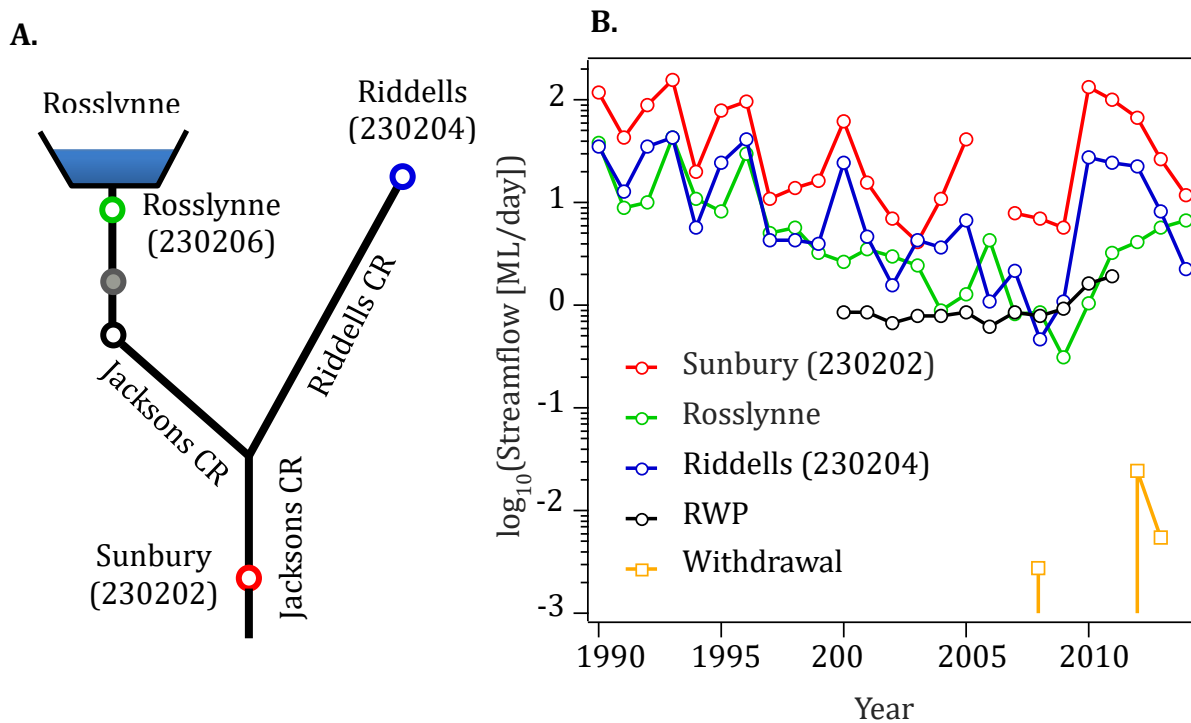 A.
Rosslynne
Riddells
(230204)
Rosslynne
(230206)
Riddells CR
Jacksons CR
Jacksons CR
Sunbury
(230202)
B.
log10(Streamflow [ML/day])
2
1
0
-1
-2
-3
Sunbury (230202)
Rosslynne
Riddells (230204)
RWP
Withdrawal
1990
1995
200
2005
2010
Year